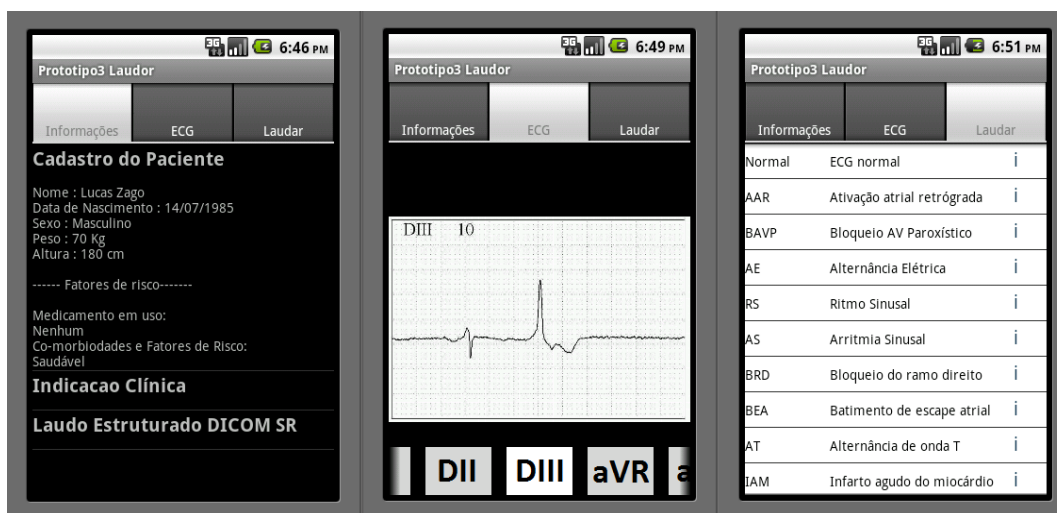 3G 6:46 PM
Prototipo3 Laudor
Informações ECG Laudar
Cadastro do Paciente
Nome : Lucas Zago
Data de Nascimento : 14/07/1985
Sexo : Masculino
Peso : 70 Kg
Altura : 180 cm
------ Fatores de risco-------
Medicamento em uso:
Nenhum
Co-morbiodades e Fatores de Risco:
Saudável
Indicacao Clínica
Laudo Estruturado DICOM SR
3G 6:49 PM
Prototipo3 Laudor
Informações ECG Laudar
DIII 10
DII DIII aVR a
3G 6:51 PM
Prototipo3 Laudor
Informações ECG Laudar
Normal ECG normal i
AAR Ativação atrial retrógrada i
BAVP Bloqueio AV Paroxístico i
AE Alternância Elétrica i
RS Ritmo Sinusal i
AS Arritmia Sinusal i
BRD Bloqueio do ramo direito i
BEA Batimento de escape atrial i
AT Alternância de onda T i
IAM Infarto agudo do miocárdio i